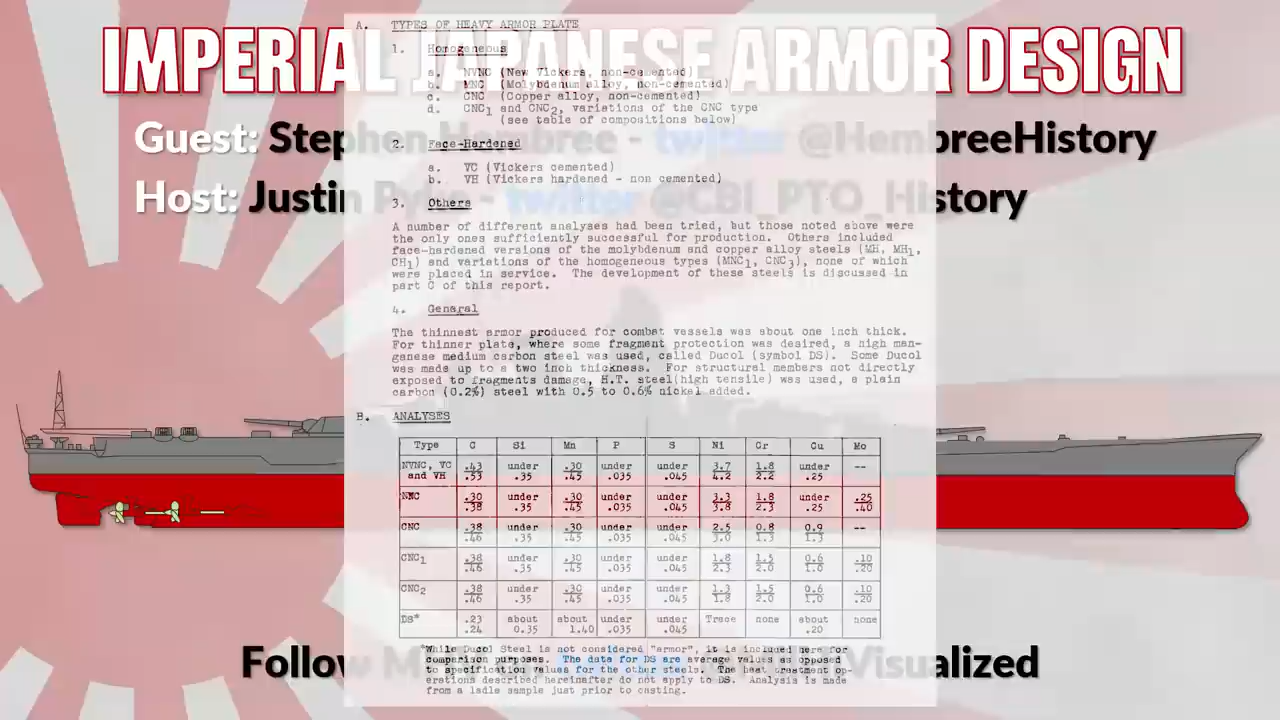 IMPERIAL JAPANESE ARMOR DESIGN
Guest: Stephen Hembree - twitter @HembreeHistory
Host: Justin Pyke - twitter @CBI_PTO_History
Follow Visualized
A. TYPES OF HEAVY ARMOR PLATE
1. Homogeneous
a. NVNC (New Vickers, non-cemented)
b. MNC (Molybdenum alloy, non-cemented)
c. CNC (Copper alloy, non-cemented)
d. CNC1 and CNC2, variations of the CNC type
(see table of compositions below)
2. Face-Hardened
a. VC (Vickers cemented)
b. VH (Vickers hardened - non cemented)
3. Others
A number of different analyses had been tried, but those noted above were
the only ones sufficiently successful for production. Others included
face-hardened versions of the molybdenum and copper alloy steels (MH, MH1,
CH1) and variations of the homogeneous types (MNC1, CNC3), none of which
were placed in service. The development of these steels is discussed in
part C of this report.
4. General
The thinnest armor produced for combat vessels was about one inch thick.
For thinner plate, where some fragment protection was desired, a high man-
ganese medium carbon steel was used, called Ducol (symbol DS). Some Ducol
was made up to a two inch thickness. For structural members not directly
exposed to fragments damage, H.T. steel(high tensile) was used, a plain
carbon (0.2%) steel with 0.5 to 0.6% nickel added.
B. ANALYSES
Type C Si Mn P S Ni Cr Cu Mo
NVNC, VC .43 under .30 under under 3.7 1.8 under --
and VH .53 .35 .45 .035 .045 4.2 2.2 .25
MNC .30 under .30 under under 3.3 1.8 under .25
.38 .35 .45 .035 .045 3.8 2.3 .25 .40
CNC .38 under .30 under under 2.5 0.8 0.9 --
.46 .35 .45 .035 .045 3.0 1.3 1.3
CNC1 .38 under .30 under under 1.8 1.5 0.6 .10
.46 .35 .45 .035 .045 2.3 2.0 1.0 .20
CNC2 .38 under .30 under under 1.3 1.5 0.6 .10
.46 .35 .45 .035 .045 1.8 2.0 1.0 .20
DS* .23 about about under under Trace none about none
.24 0.35 1.40 .035 .045 .20
*While Ducol Steel is not considered "armor", it is included here for
comparison purposes. The data for DS are average values as opposed
to specification values for the other steels. The heat treatment op-
erations described hereinafter do not apply to DS. Analysis is made
from a ladle sample just prior to casting.